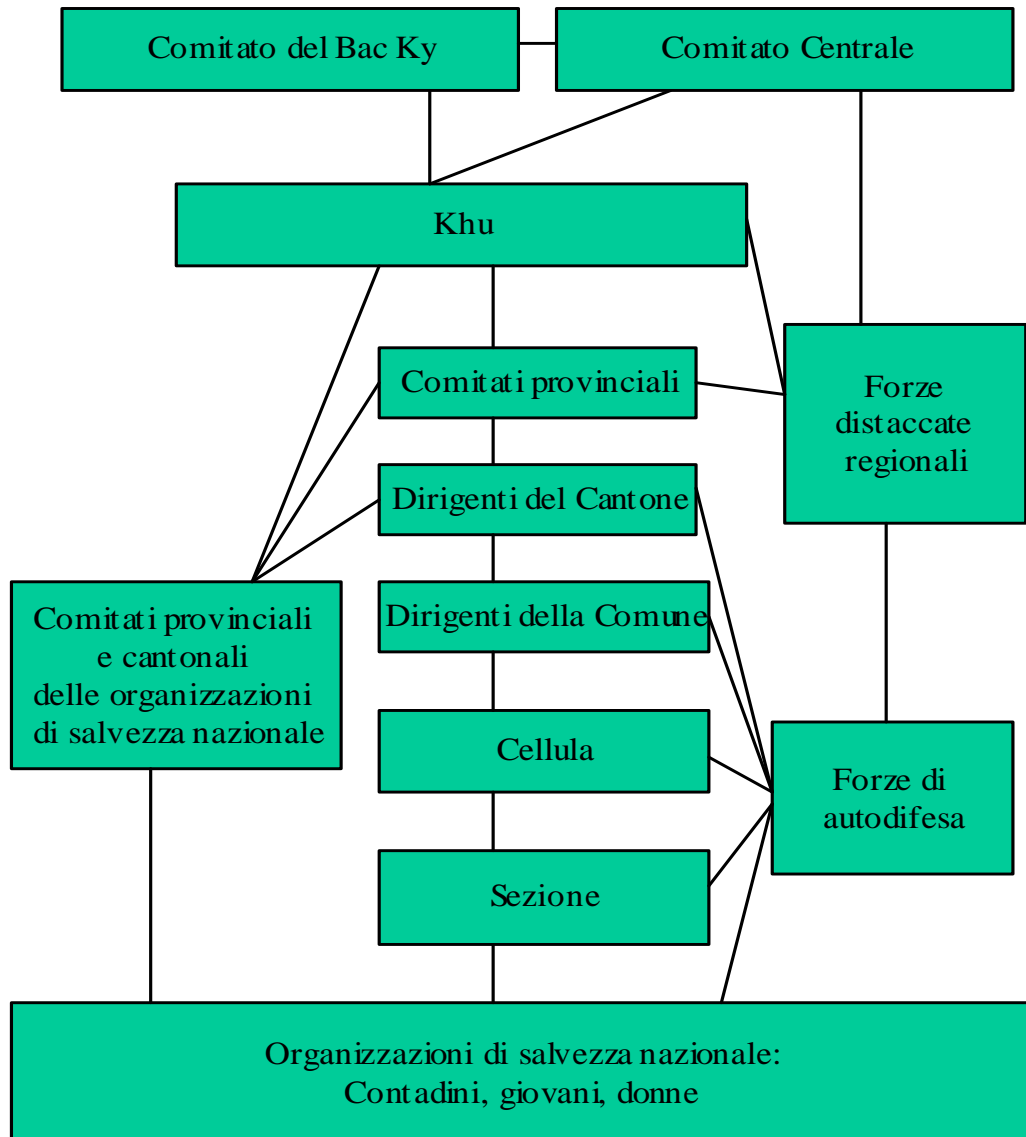 Comitato del Bac Ky
Comitato Centrale
Khu
Comitati provinciali
Forze
distaccate
regionali
Dirigenti del Cantone
Dirigenti della Comune
Comitati provinciali
e cantonali
delle organizzazioni
di salvezza nazionale
Cellula
Forze di
autodifesa
Sezione
Organizzazioni di salvezza nazionale:
Contadini, giovani, donne